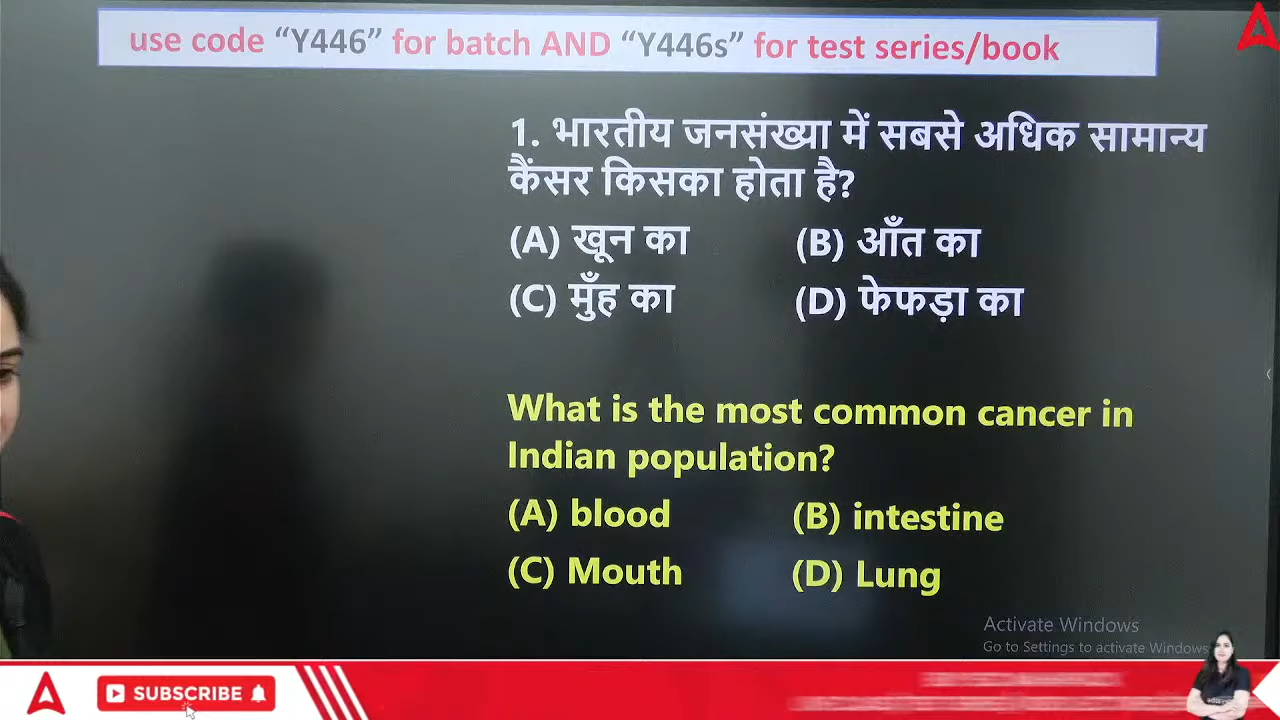 use code “Y446” for batch AND “Y446s” for test series/book
1. भारतीय जनसंख्या में सबसे अधिक सामान्य
कैंसर किसका होता है?
(A) खून का (B) आँत का
(C) मुँह का (D) फेफड़ा का
What is the most common cancer in
Indian population?
(A) blood (B) intestine
(C) Mouth (D) Lung
Activate Windows
Go to Settings to activate Windows
SUBSCRIBE